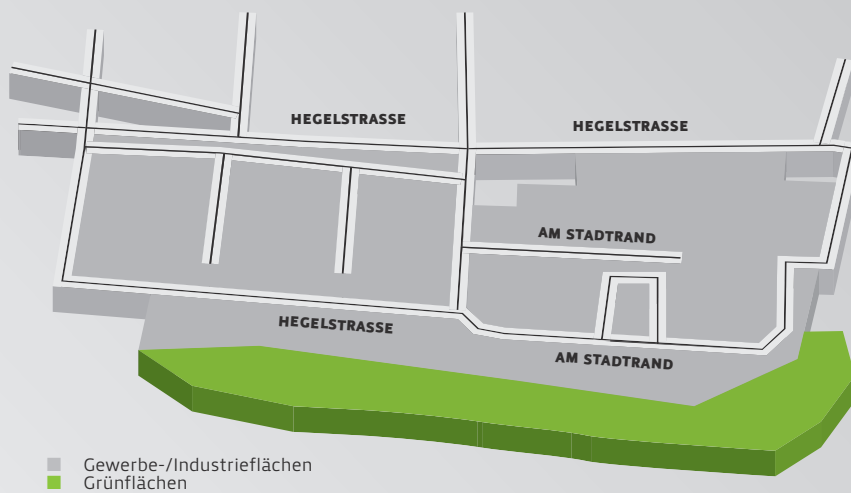 HEGELSTRASSE
HEGELSTRASSE
AM STADTRAND
HEGELSTRASSE
AM STADTRAND
Gewerbe-/Industrieflächen
Grünflächen